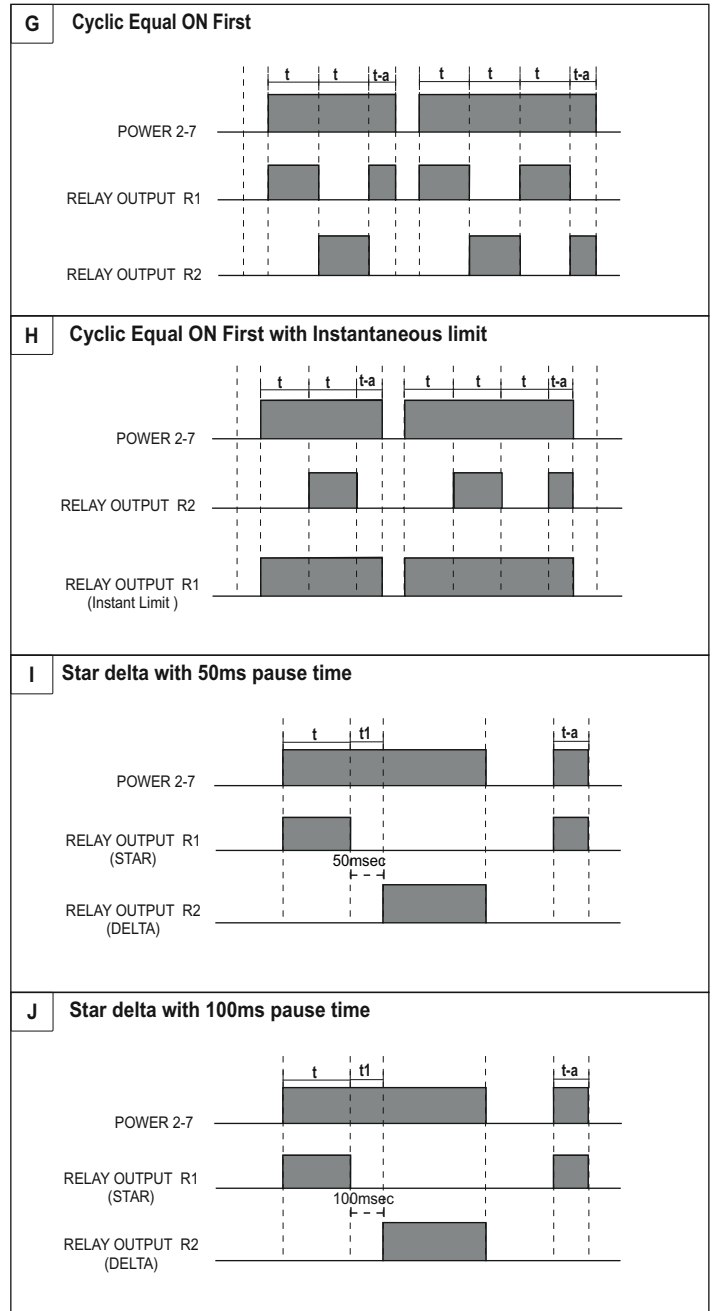 G Cyclic Equal ON First
t t t-a t t t t-a
POWER 2-7
RELAY OUTPUT R1
RELAY OUTPUT R2
H Cyclic Equal ON First with Instantaneous limit
t t t-a t t t t-a
POWER 2-7
RELAY OUTPUT R2
RELAY OUTPUT R1
(Instant Limit )
I Star delta with 50ms pause time
t t1 t-a
POWER 2-7
RELAY OUTPUT R1
(STAR)
50msec
RELAY OUTPUT R2
(DELTA)
J Star delta with 100ms pause time
t t1 t-a
POWER 2-7
RELAY OUTPUT R1
(STAR)
100msec
RELAY OUTPUT R2
(DELTA)